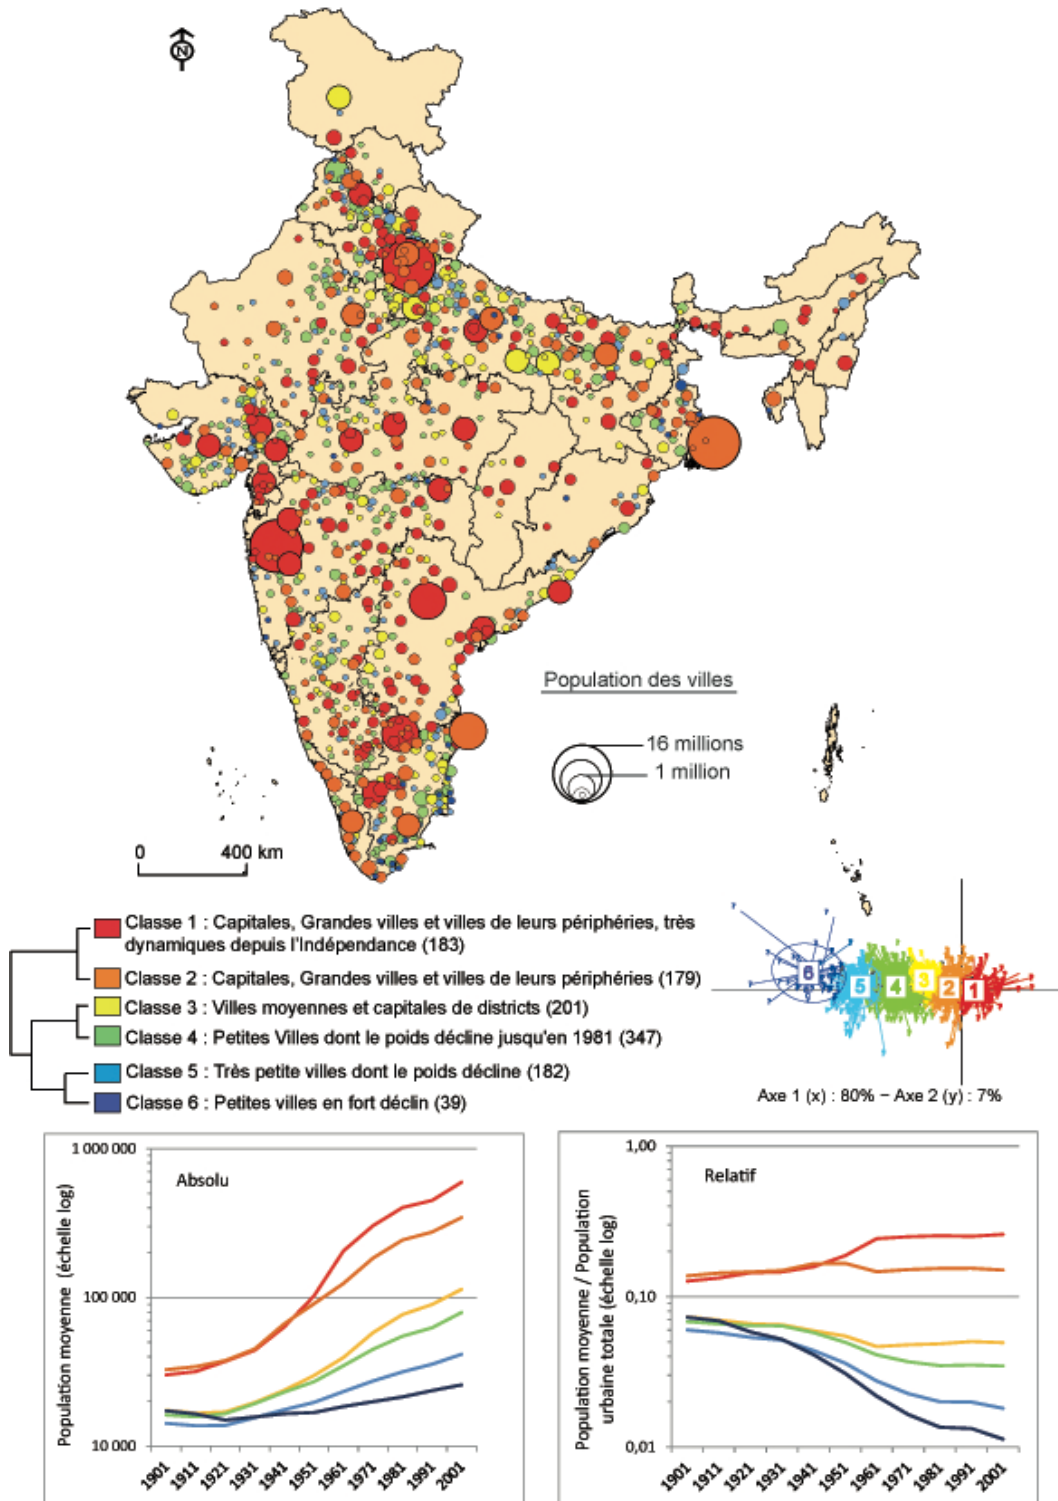 N
Population des villes
16 millions
1 million
0 400 km
Classe 1 : Capitales, Grandes villes et villes de leurs périphéries, très
dynamiques depuis l'Indépendance (183)
Classe 2 : Capitales, Grandes villes et villes de leurs périphéries (179)
Classe 3 : Villes moyennes et capitales de districts (201)
Classe 4 : Petites Villes dont le poids décline jusqu'en 1981 (347)
Classe 5 : Très petite villes dont le poids décline (182)
Classe 6 : Petites villes en fort déclin (39)
6 5 4 3 2 1
Axe 1 (x) : 80% – Axe 2 (y) : 7%
Absolu
Population moyenne (échelle log)
1 000 000
100 000
10 000
1901 1911 1921 1931 1941 1951 1961 1971 1981 1991 2001
Relatif
Population moyenne / Population
urbaine totale (échelle log)
1,00
0,10
0,01
1901 1911 1921 1931 1941 1951 1961 1971 1981 1991 2001